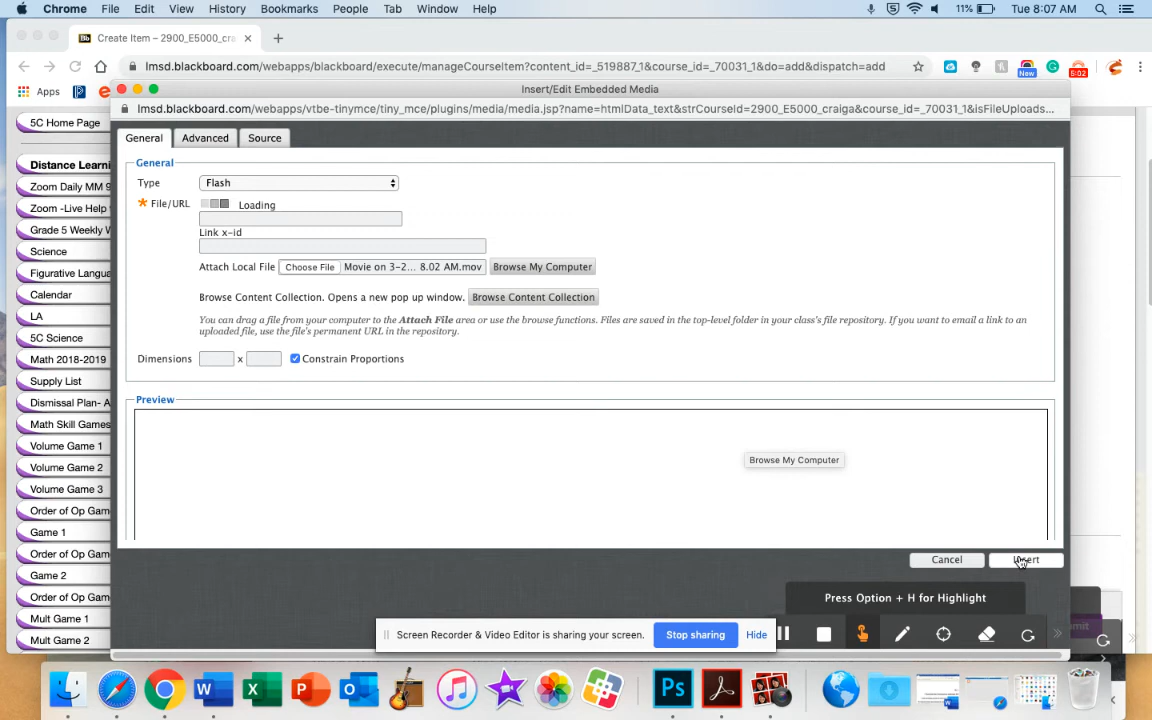 Chrome File Edit View History Bookmarks People Tab Window Help 11% Tue 8:07 AM
Create Item – 2900_E5000_cra
lmsd.blackboard.com/webapps/blackboard/execute/manageCourseItem?content_id=_519887_1&course_id=_70031_1&do=add&dispatch=add
Now 5:02
Apps
Insert/Edit Embedded Media
lmsd.blackboard.com/webapps/vtbe-tinymce/tiny_mce/plugins/media/media.jsp?name=htmlData_text&strCourseId=2900_E5000_craiga&course_id=_70031_1&isFileUploads...
5C Home Page
Distance Learni
Zoom Daily MM 9
Zoom -Live Help
Grade 5 Weekly W
Science
Figurative Langua
Calendar
LA
5C Science
Math 2018-2019
Supply List
Dismissal Plan- A
Math Skill Games
Volume Game 1
Volume Game 2
Volume Game 3
Order of Op Gam
Game 1
Order of Op Gam
Game 2
Order of Op Gam
Mult Game 1
Mult Game 2
General Advanced Source
General
Type Flash
* File/URL Loading
Link x-id
Attach Local File Choose File Movie on 3-2... 8.02 AM.mov Browse My Computer
Browse Content Collection. Opens a new pop up window. Browse Content Collection
You can drag a file from your computer to the Attach File area or use the browse functions. Files are saved in the top-level folder in your class's file repository. If you want to email a link to an
uploaded file, use the file's permanent URL in the repository.
Dimensions x Constrain Proportions
Preview
Browse My Computer
Cancel Insert
Press Option + H for Highlight
Screen Recorder & Video Editor is sharing your screen. Stop sharing Hide